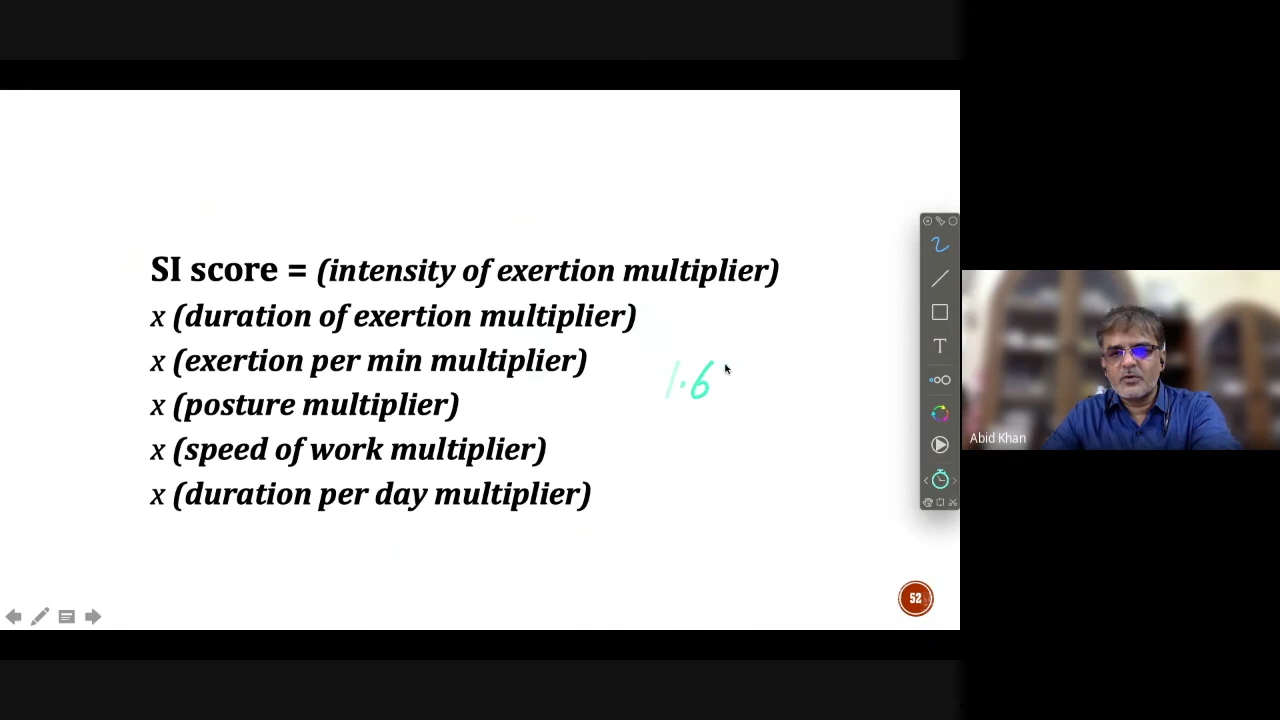 SI score = (intensity of exertion multiplier)
x (duration of exertion multiplier)
x (exertion per min multiplier)
1.6
x (posture multiplier)
x (speed of work multiplier)
x (duration per day multiplier)
T
52
Abid Khan